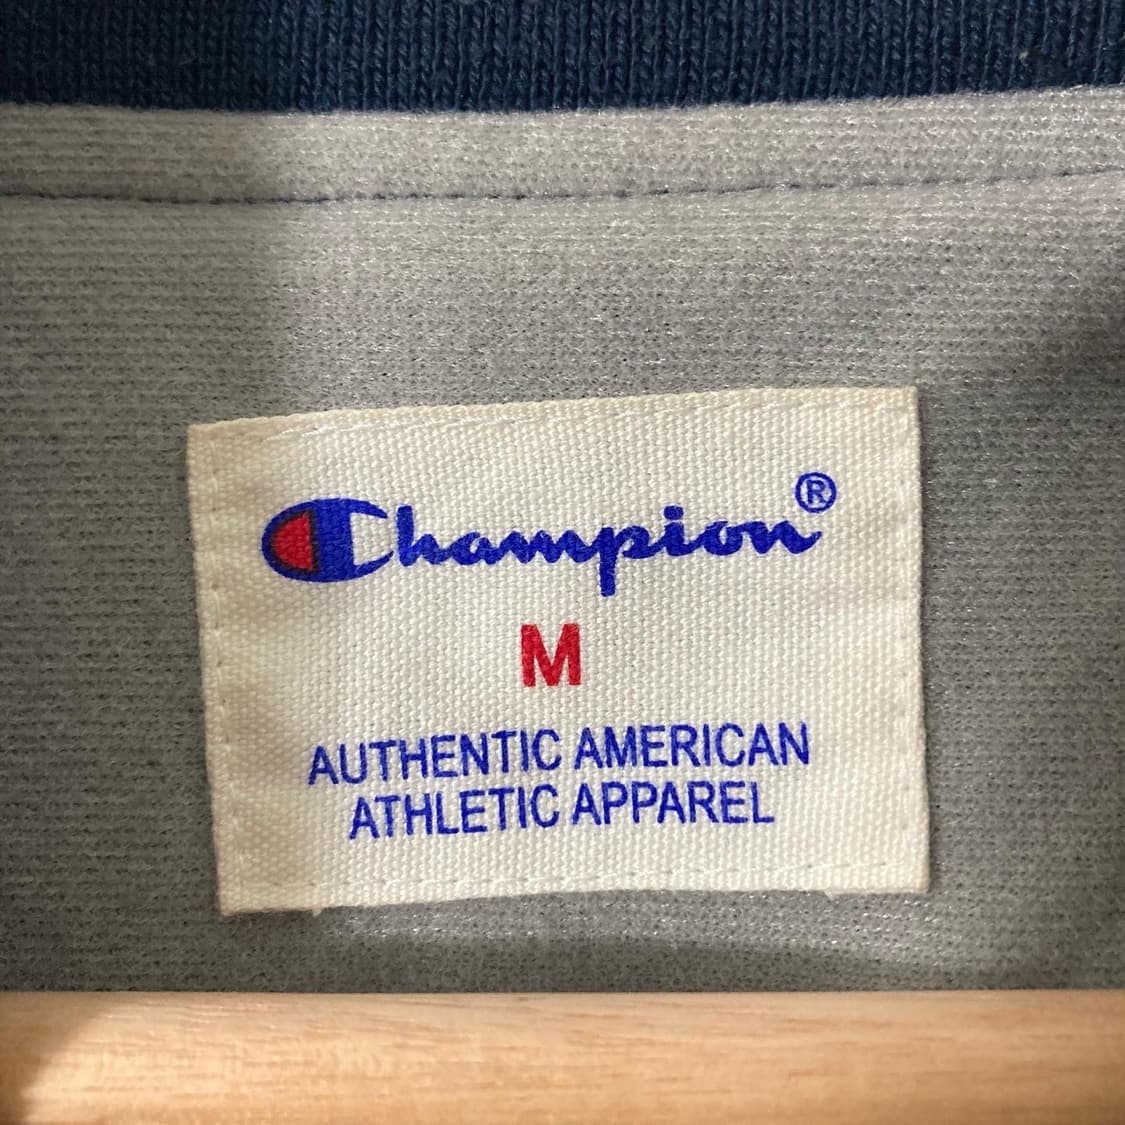 Champion®
M
AUTHENTIC AMERICAN
ATHLETIC APPAREL